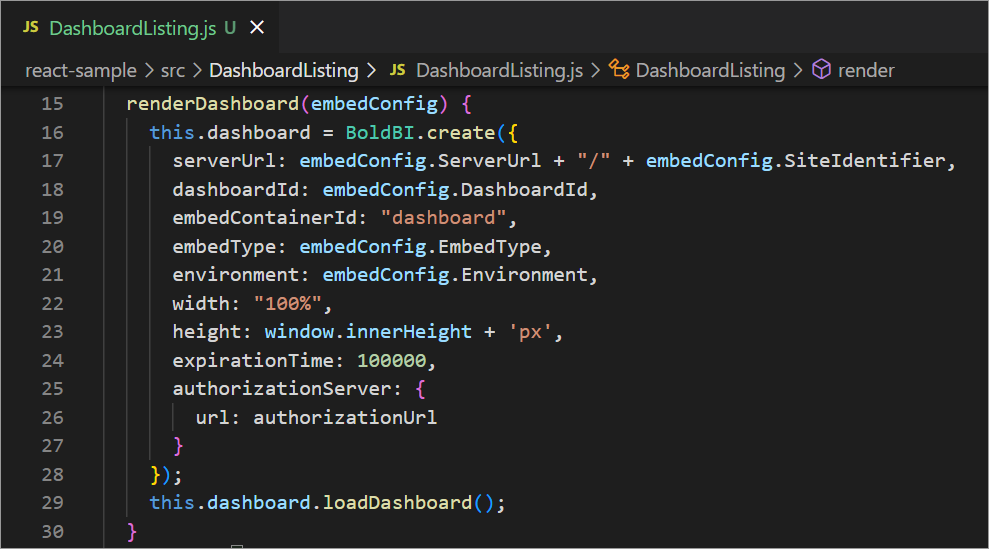 JS DashboardListing.js U ×
react-sample > src > DashboardListing > JS DashboardListing.js > DashboardListing > render
15 renderDashboard(embedConfig) {
16 this.dashboard = BoldBI.create({
17 serverUrl: embedConfig.ServerUrl + "/" + embedConfig.SiteIdentifier,
18 dashboardId: embedConfig.DashboardId,
19 embedContainerId: "dashboard",
20 embedType: embedConfig.EmbedType,
21 environment: embedConfig.Environment,
22 width: "100%",
23 height: window.innerHeight + 'px',
24 expirationTime: 100000,
25 authorizationServer: {
26 url: authorizationUrl
27 }
28 });
29 this.dashboard.loadDashboard();
30 }